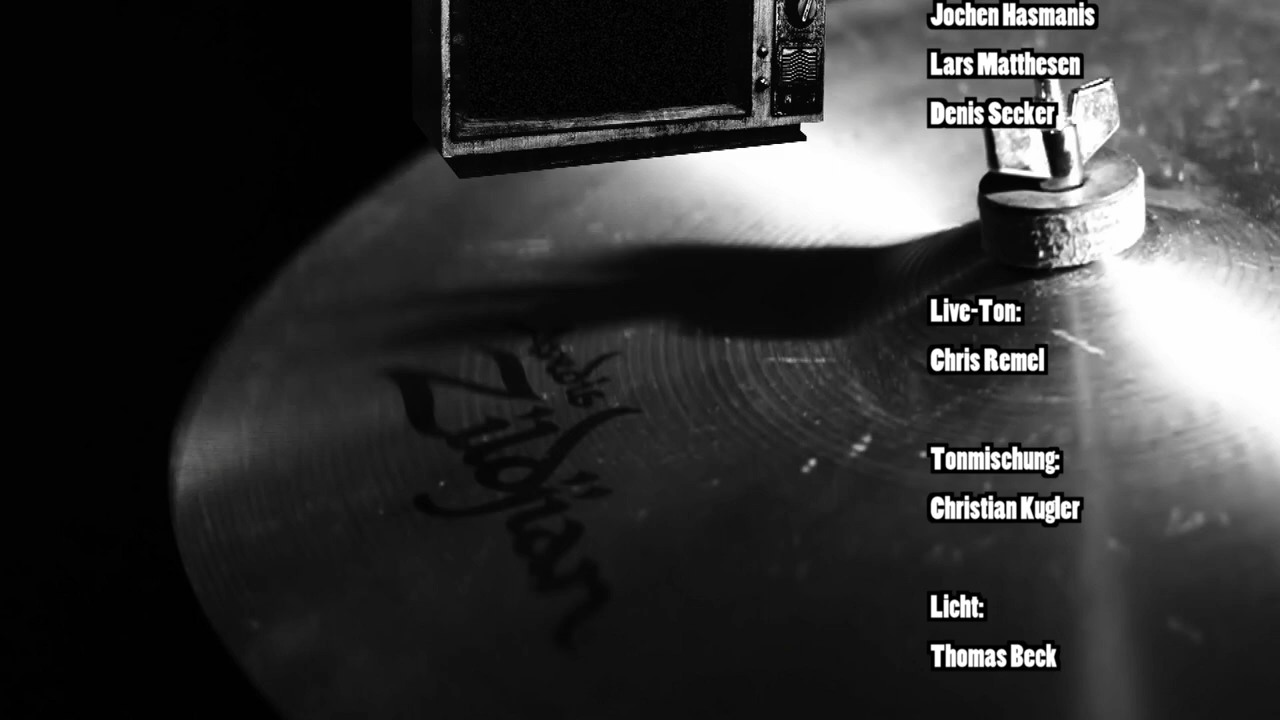 Jochen Hasmanis
Lars Matthesen
Denis Secker
Live-Ton:
Chris Remel
Tonmischung:
Christian Kugler
Licht:
Thomas Beck
Zildjian